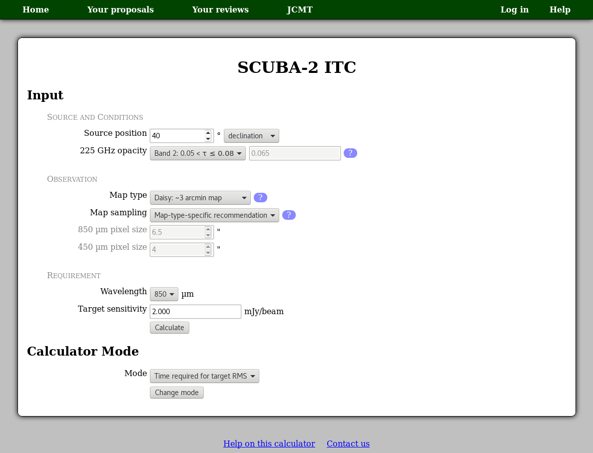 Home Your proposals Your reviews JCMT Log in Help
SCUBA-2 ITC
Input
Source and Conditions
Source position 40 ° declination
225 GHz opacity Band 2: 0.05 < τ ≤ 0.08 0.065 ?
Observation
Map type Daisy: ~3 arcmin map ?
Map sampling Map-type-specific recommendation ?
850 µm pixel size 6.5 "
450 µm pixel size 4 "
Requirement
Wavelength 850 µm
Target sensitivity 2.000 mJy/beam
Calculate
Calculator Mode
Mode Time required for target RMS
Change mode
Help on this calculator Contact us